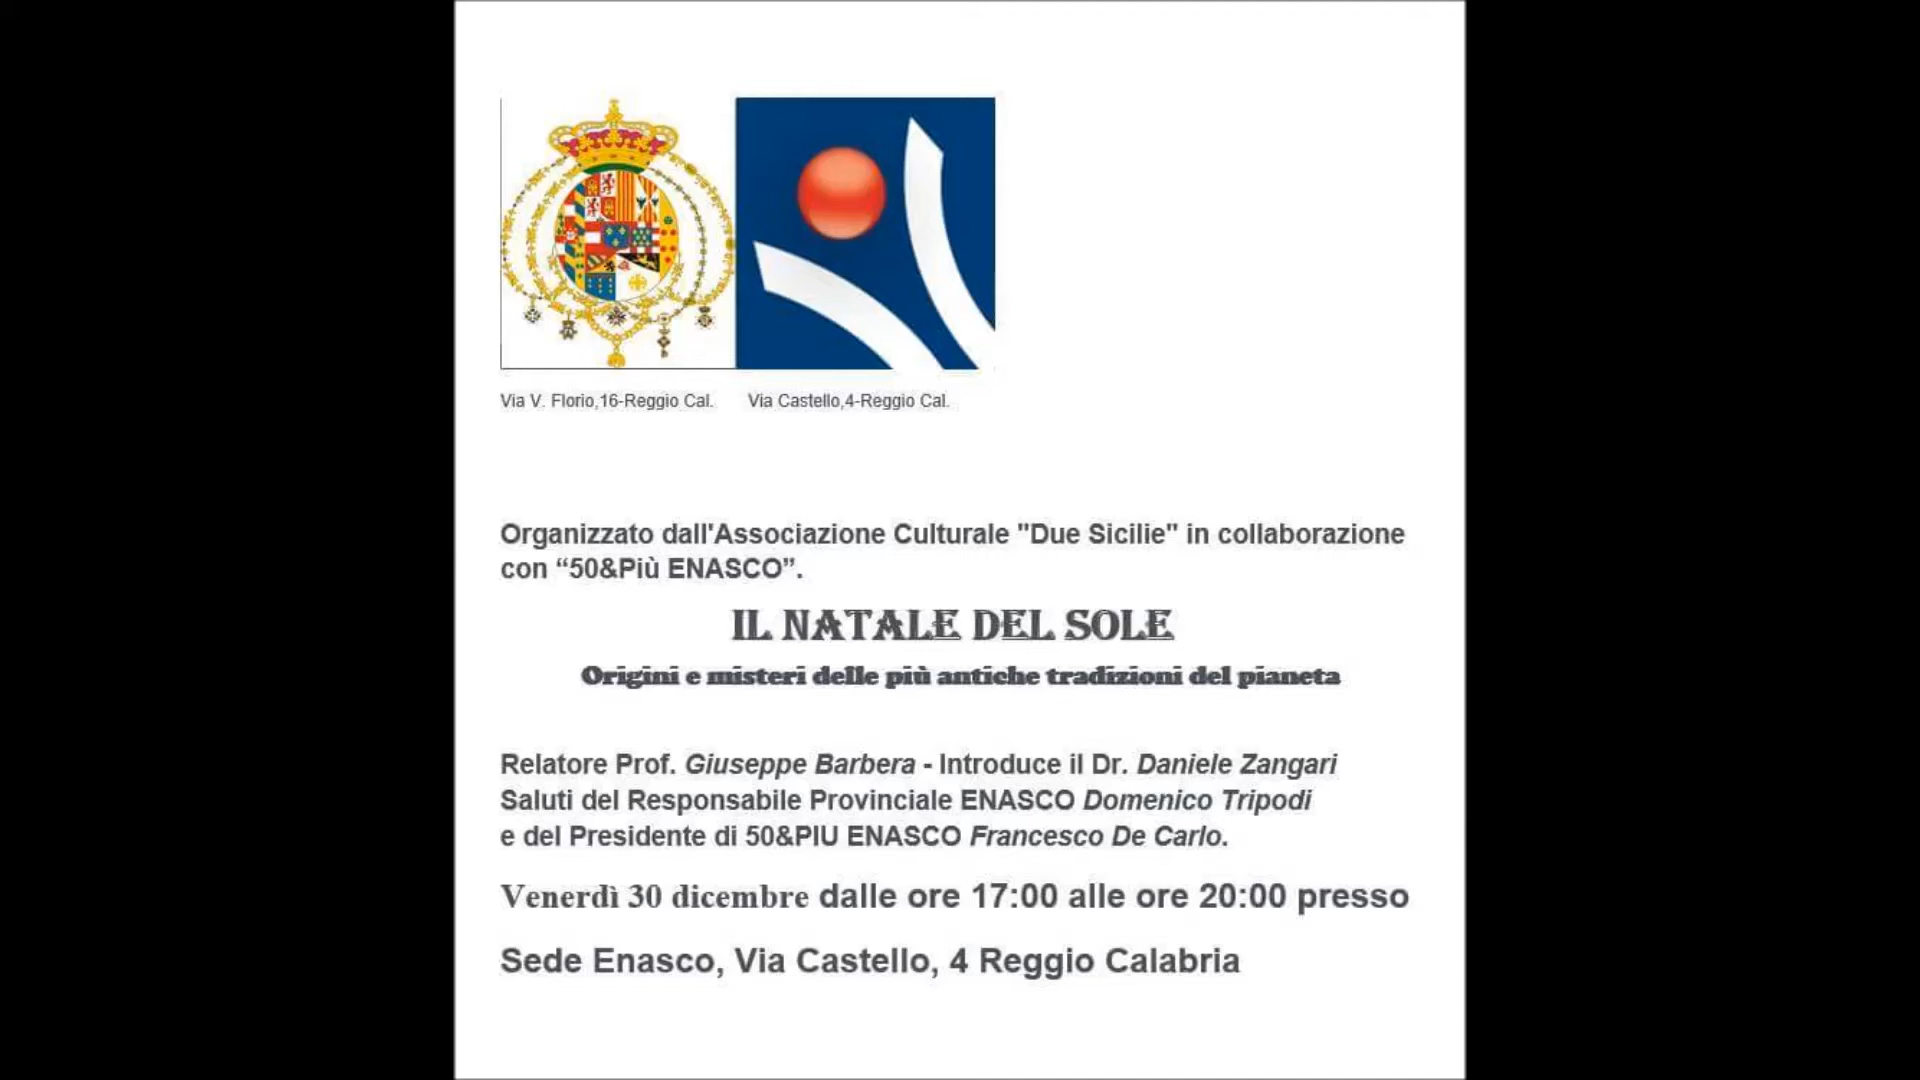 Via V. Florio,16-Reggio Cal. Via Castello,4-Reggio Cal.
Organizzato dall'Associazione Culturale "Due Sicilie" in collaborazione
con “50&Più ENASCO”.
IL NATALE DEL SOLE
Origini e misteri delle più antiche tradizioni del pianeta
Relatore Prof. Giuseppe Barbera - Introduce il Dr. Daniele Zangari
Saluti del Responsabile Provinciale ENASCO Domenico Tripodi
e del Presidente di 50&PIU ENASCO Francesco De Carlo.
Venerdì 30 dicembre dalle ore 17:00 alle ore 20:00 presso
Sede Enasco, Via Castello, 4 Reggio Calabria